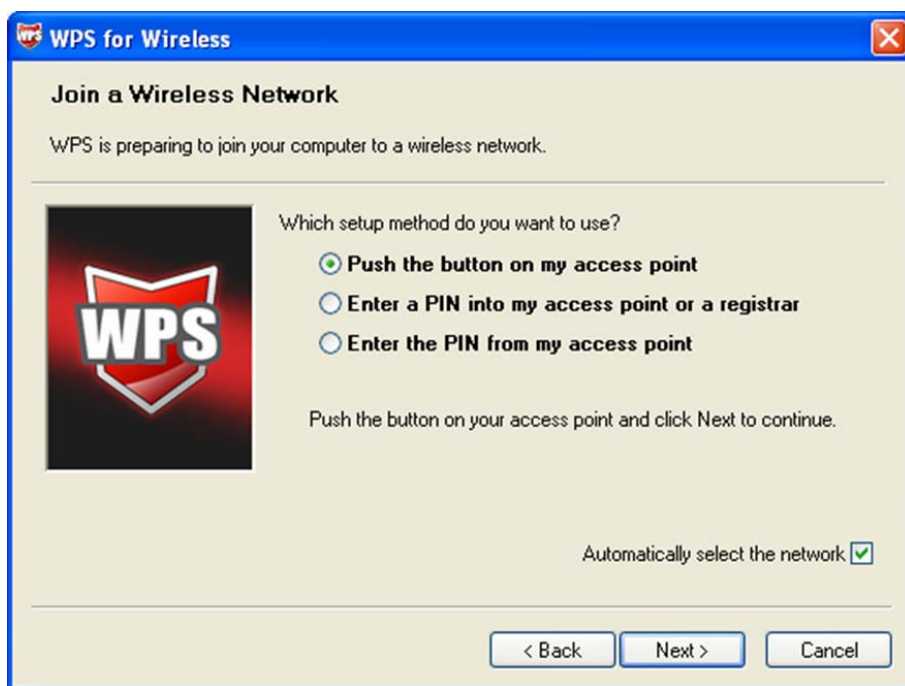 WPS for Wireless
Join a Wireless Network
WPS is preparing to join your computer to a wireless network.
Which setup method do you want to use?
Push the button on my access point
Enter a PIN into my access point or a registrar
Enter the PIN from my access point
WPS
Push the button on your access point and click Next to continue.
Automatically select the network
< Back
Next >
Cancel